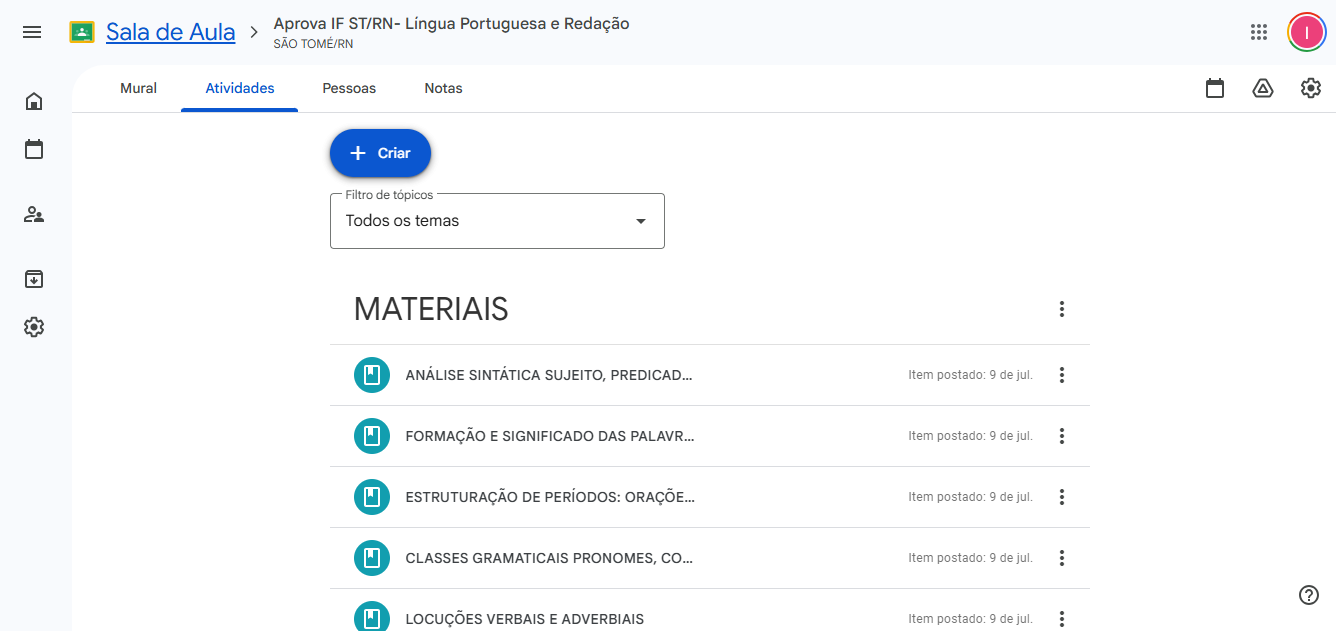 Sala de Aula
Aprova IF ST/RN- Língua Portuguesa e Redação
SÃO TOMÉ/RN
I
Mural Atividades Pessoas Notas
Criar
Filtro de tópicos
Todos os temas
MATERIAIS
ANÁLISE SINTÁTICA SUJEITO, PREDICAD... Item postado: 9 de jul.
FORMAÇÃO E SIGNIFICADO DAS PALAVR... Item postado: 9 de jul.
ESTRUTURAÇÃO DE PERÍODOS: ORAÇÕE... Item postado: 9 de jul.
CLASSES GRAMATICAIS PRONOMES, CO... Item postado: 9 de jul.
LOCUÇÕES VERBAIS E ADVERBIAIS Item postado: 9 de jul.